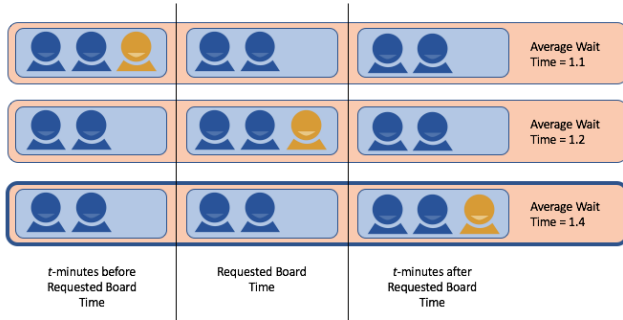 Average Wait
Time = 1.1
Average Wait
Time = 1.2
Average Wait
Time = 1.4
t-minutes before
Requested Board
Time
Requested Board
Time
t-minutes after
Requested Board
Time